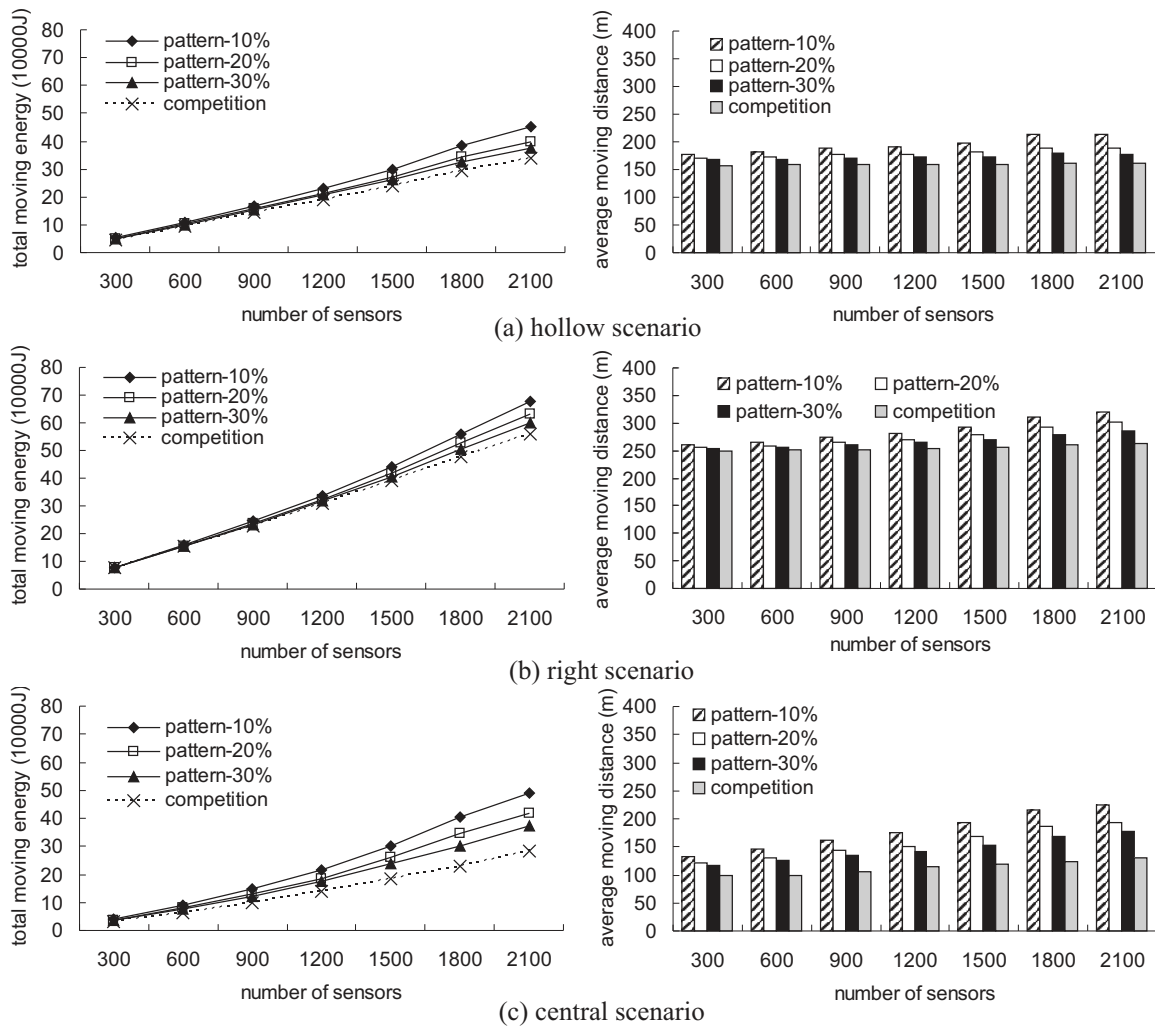 total moving energy (10000J)
80
70
60
50
40
30
20
10
0
pattern-10%
pattern-20%
pattern-30%
competition
300 600 900 1200 1500 1800 2100
number of sensors
average moving distance (m)
400
350
300
250
200
150
100
50
0
pattern-10%
pattern-20%
pattern-30%
competition
300 600 900 1200 1500 1800 2100
number of sensors
(a) hollow scenario
total moving energy (10000J)
80
70
60
50
40
30
20
10
0
pattern-10%
pattern-20%
pattern-30%
competition
300 600 900 1200 1500 1800 2100
number of sensors
average moving distance (m)
400
350
300
250
200
150
100
50
0
pattern-10% pattern-20%
pattern-30% competition
300 600 900 1200 1500 1800 2100
number of sensors
(b) right scenario
total moving energy (10000J)
80
70
60
50
40
30
20
10
0
pattern-10%
pattern-20%
pattern-30%
competition
300 600 900 1200 1500 1800 2100
number of sensors
average moving distance (m)
400
350
300
250
200
150
100
50
0
pattern-10%
pattern-20%
pattern-30%
competition
300 600 900 1200 1500 1800 2100
number of sensors
(c) central scenario